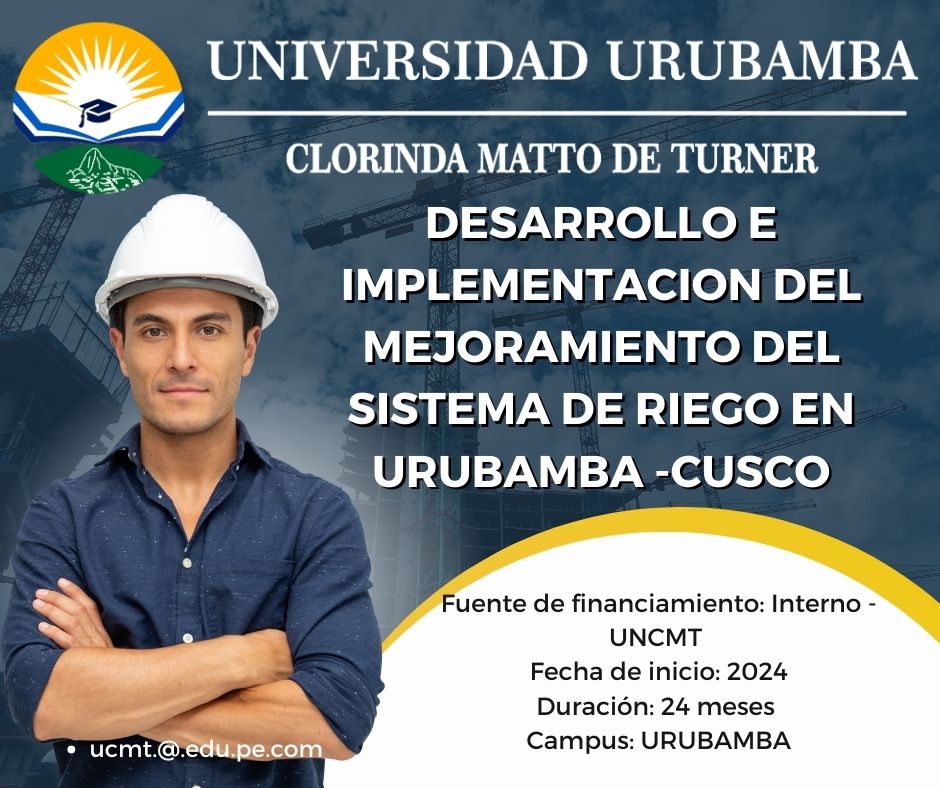 UNIVERSIDAD URUBAMBA
CLORINDA MATTO DE TURNER
DESARROLLO E
IMPLEMENTACION DEL
MEJORAMIENTO DEL
SISTEMA DE RIEGO EN
URUBAMBA -CUSCO
Fuente de financiamiento: Interno -
UNCMT
Fecha de inicio: 2024
Duración: 24 meses
Campus: URUBAMBA
• ucmt.@.edu.pe.com